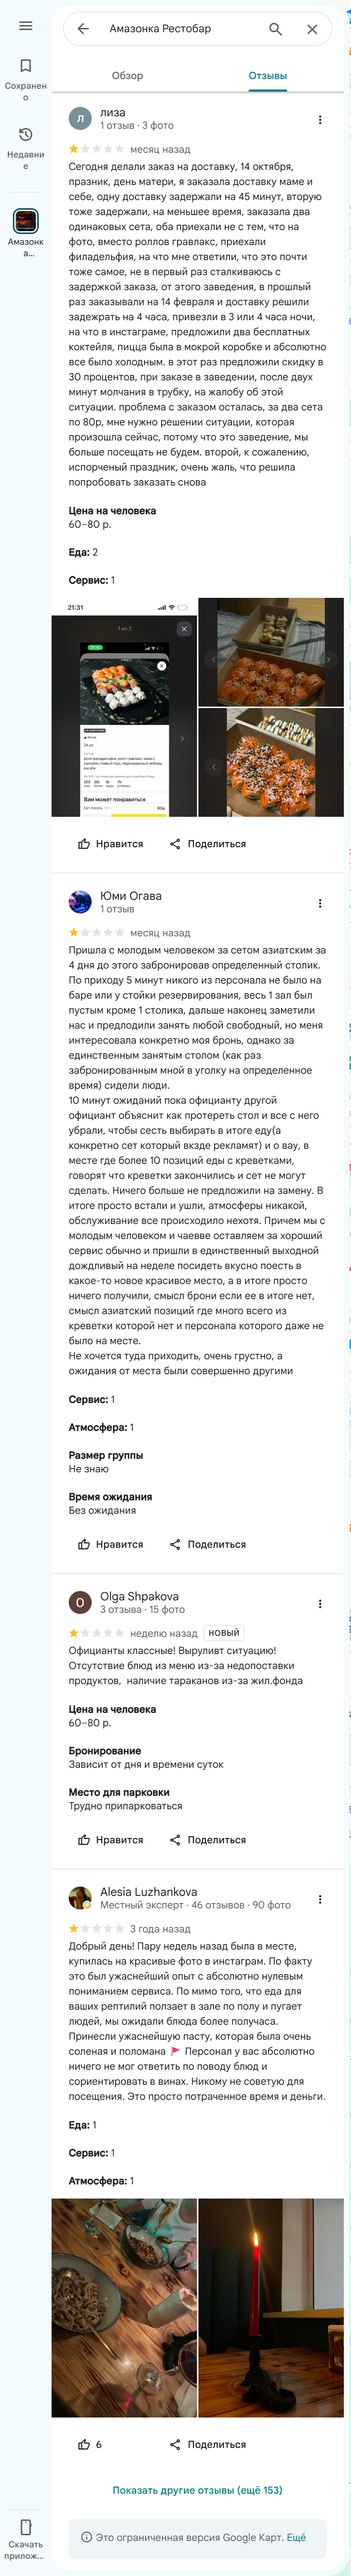 Амазонка Рестобар
Сохранен
о
Недавни
е
Амазонк
а...
Обзор
Отзывы
Л
лиза
1 отзыв · 3 фото
месяц назад
Сегодня делали заказ на доставку, 14 октября,
празник, день матери, я заказала доставку маме и
себе, одну доставку задержали на 45 минут, вторую
тоже задержали, на меньшее время, заказала два
одинаковых сета, оба привезли не с тем, что на
фото, вместо роллов гравлакс, приехали
филадельфия, на что мне ответили, что это почти
тоже самое, не в первый раз сталкиваюсь с
задержкой заказа, от этого заведения, в прошлый
раз заказывали на 14 февраля и доставку решили
задежрать на 4 часа, привезли в 3 или 4 часа ночи,
на что в инстаграме, предложили два бесплатных
коктейля, пицца была в мокрой коробке и абсолютно
все было холодным. в этот раз предложили скидку в
30 процентов, при заказе в заведении, после двух
минут молчания в трубку, на жалобу об этой
ситуации. проблема с заказом осталась, за два сета
по 80р, мне нужно решении ситуации, которая
произошла сейчас, потому что это заведение, мы
больше посещать не будем. второй, к сожалению,
испорченый праздник, очень жаль, что решила
попробовать заказать снова
Цена на человека
60–80 р.
Еда: 2
Сервис: 1
21:31
1 из 3
24 шт.
Вам может понравиться
Нравится
Поделиться
Юми Огава
1 отзыв
месяц назад
Пришла с молодым человеком за сетом азиатским за
4 дня до этого забронировав определенный столик.
По приходу 5 минут никого из персонала не было на
баре или у стойки резервирования, весь 1 зал был
пустым кроме 1 столика, дальше наконец заметили
нас и предлодили занять любой свободный, но меня
интересовала конкретно моя бронь, однако за
единственным занятым столом (как раз
забронированным мной в уголку на определенное
время) сидели люди.
10 минут ожиданий пока официанту другой
официант объяснит как протереть стол и все с него
убрали, чтобы сесть выбирать в итоге еду(а
конкретно сет который вкзде рекламят) и о вау, в
месте где более 10 позиций еды с креветками,
говорят что креветки закончились и сет не могут
сделать. Ничего больше не предложили на замену. В
итоге просто встали и ушли, атмосферы никакой,
обслуживание все происходило нехотя. Причем мы с
молодым человеком и чаевве оставляем за хороший
сервис обычно и пришли в единственный выходной
дождливый на неделе посидеть вкусно поесть в
какое-то новое красивое место, а в итоге просто
ничего получили, смысл брони если ее в итоге нет,
смысл азиатский позиций где много всего из
креветки которой нет и персонала которого даже не
было на месте.
Не хочется туда приходить, очень грустно, а
ожидания от места были совершенно другими
Сервис: 1
Атмосфера: 1
Размер группы
Не знаю
Время ожидания
Без ожидания
Нравится
Поделиться
O
Olga Shpakova
3 отзыва · 15 фото
неделю назад
НОВЫЙ
Официанты классные! Выруливт ситуацию!
Отсутствие блюд из меню из-за недопоставки
продуктов, наличие тараканов из-за жил.фонда
Цена на человека
60–80 р.
Бронирование
Зависит от дня и времени суток
Место для парковки
Трудно припарковаться
Нравится
Поделиться
Alesia Luzhankova
Местный эксперт · 46 отзывов · 90 фото
3 года назад
Добрый день! Пару недель назад была в месте,
купилась на красивые фото в инстаграм. По факту
это был ужаснейший опыт с абсолютно нулевым
пониманием сервиса. По мимо того, что еда для
ваших рептилий ползает в зале по полу и пугает
людей, мы ожидали блюда более получаса.
Принесли ужаснейшую пасту, которая была очень
соленая и поломана 🚩 Персонал у вас абсолютно
ничего не мог ответить по поводу блюд и
сориентировать в винах. Никому не советую для
посещения. Это просто потраченное время и деньги.
Еда: 1
Сервис: 1
Атмосфера: 1
6
Поделиться
Показать другие отзывы (ещё 153)
Скачать
прилож...
Это ограниченная версия Google Карт. Ещё